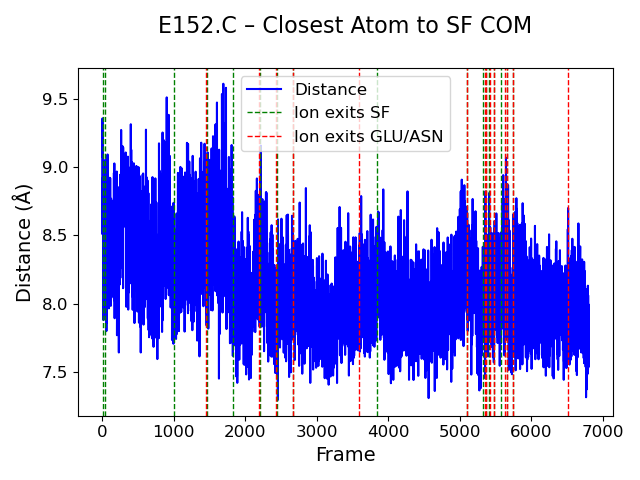 E152.C – Closest Atom to SF COM
Distance (Å)
9.5
9.0
8.5
8.0
7.5
Distance
Ion exits SF
Ion exits GLU/ASN
0
1000
2000
3000
4000
5000
6000
7000
Frame